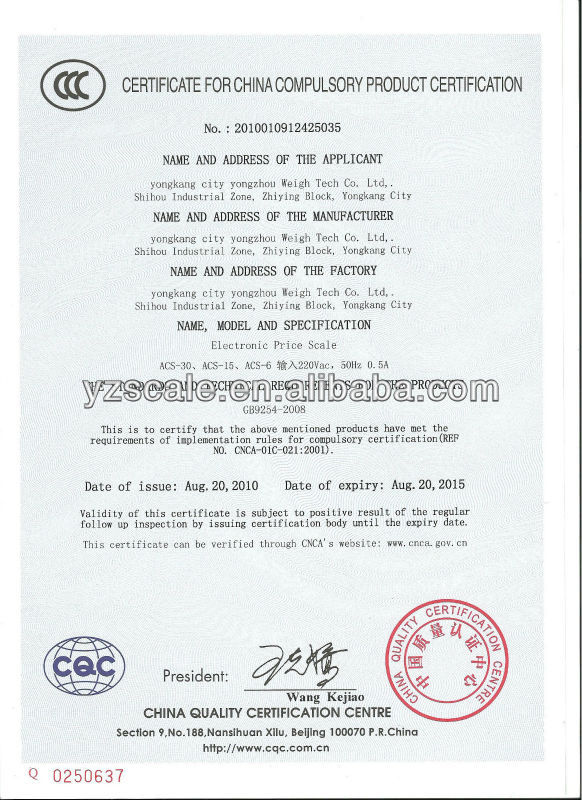 CCC
CERTIFICATE FOR CHINA COMPULSORY PRODUCT CERTIFICATION
No.: 2010010912425035
NAME AND ADDRESS OF THE APPLICANT
yongkang city yongzhou Weigh Tech Co. Ltd,.
Shihou Industrial Zone, Zhiying Block, Yongkang City
NAME AND ADDRESS OF THE MANUFACTURER
yongkang city yongzhou Weigh Tech Co. Ltd,.
Shihou Industrial Zone, Zhiying Block, Yongkang City
NAME AND ADDRESS OF THE FACTORY
yongkang city yongzhou Weigh Tech Co. Ltd,.
Shihou Industrial Zone, Zhiying Block, Yongkang City
NAME, MODEL AND SPECIFICATION
Electronic Price Scale
ACS-30、ACS-15、ACS-6 输入220Vac, 50Hz 0.5A
THE STANDARDS AND TECHNICAL REQUIREMENTS FOR THE PRODUCTS
yzscale.en.alibaba.com
GB9254-2008
This is to certify that the above mentioned products have met the
requirements of implementation rules for compulsory certification(REF
NO. CNCA-01C-021:2001).
Date of issue: Aug. 20, 2010 Date of expiry: Aug. 20, 2015
Validity of this certificate is subject to positive result of the regular
follow up inspection by issuing certification body until the expiry date.
This certificate can be verified through CNCA's website: www.cnca.gov.cn
CHINA QUALITY CERTIFICATION CENTRE
中国质量认证中心
CQC
President:
Wang Kejiao
CHINA QUALITY CERTIFICATION CENTRE
Section 9,No.188,Nansihuan Xilu, Beijing 100070 P.R.China
http://www.cqc.com.cn
Q 0250637